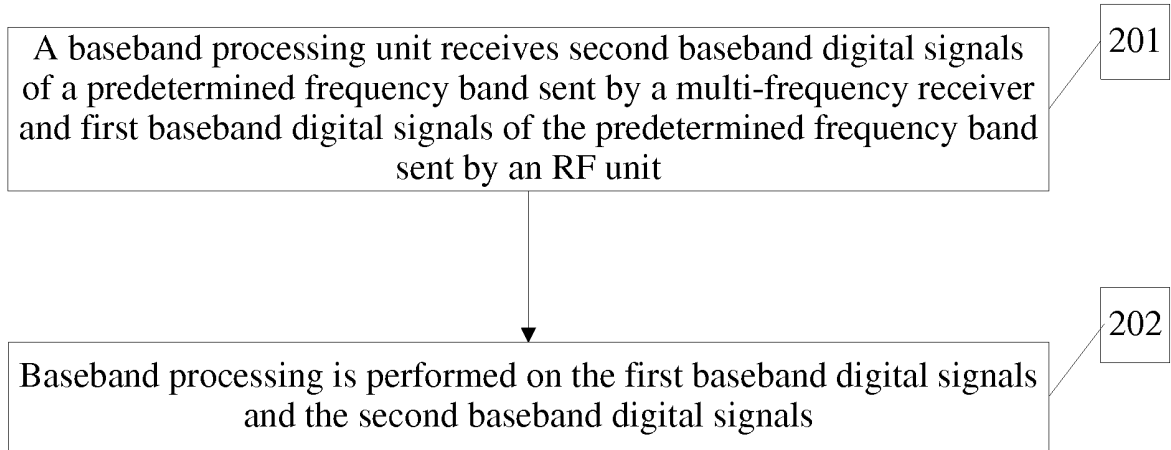 A baseband processing unit receives second baseband digital signals
of a predetermined frequency band sent by a multi-frequency receiver
and first baseband digital signals of the predetermined frequency band
sent by an RF unit
201
Baseband processing is performed on the first baseband digital signals
and the second baseband digital signals
202